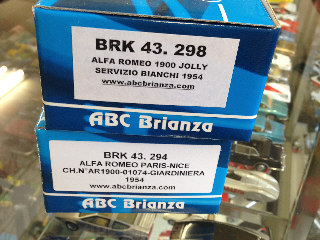 BRK 43. 298
ALFA ROMEO 1900 JOLLY
SERVIZIO BIANCHI 1954
www.abcbrianza.com
ABC Brianza
BRK 43. 294
ALFA ROMEO PARIS-NICE
CH.N°AR1900-01074-GIARDINIERA
1954
www.abcbrianza.com
ABC Brianza